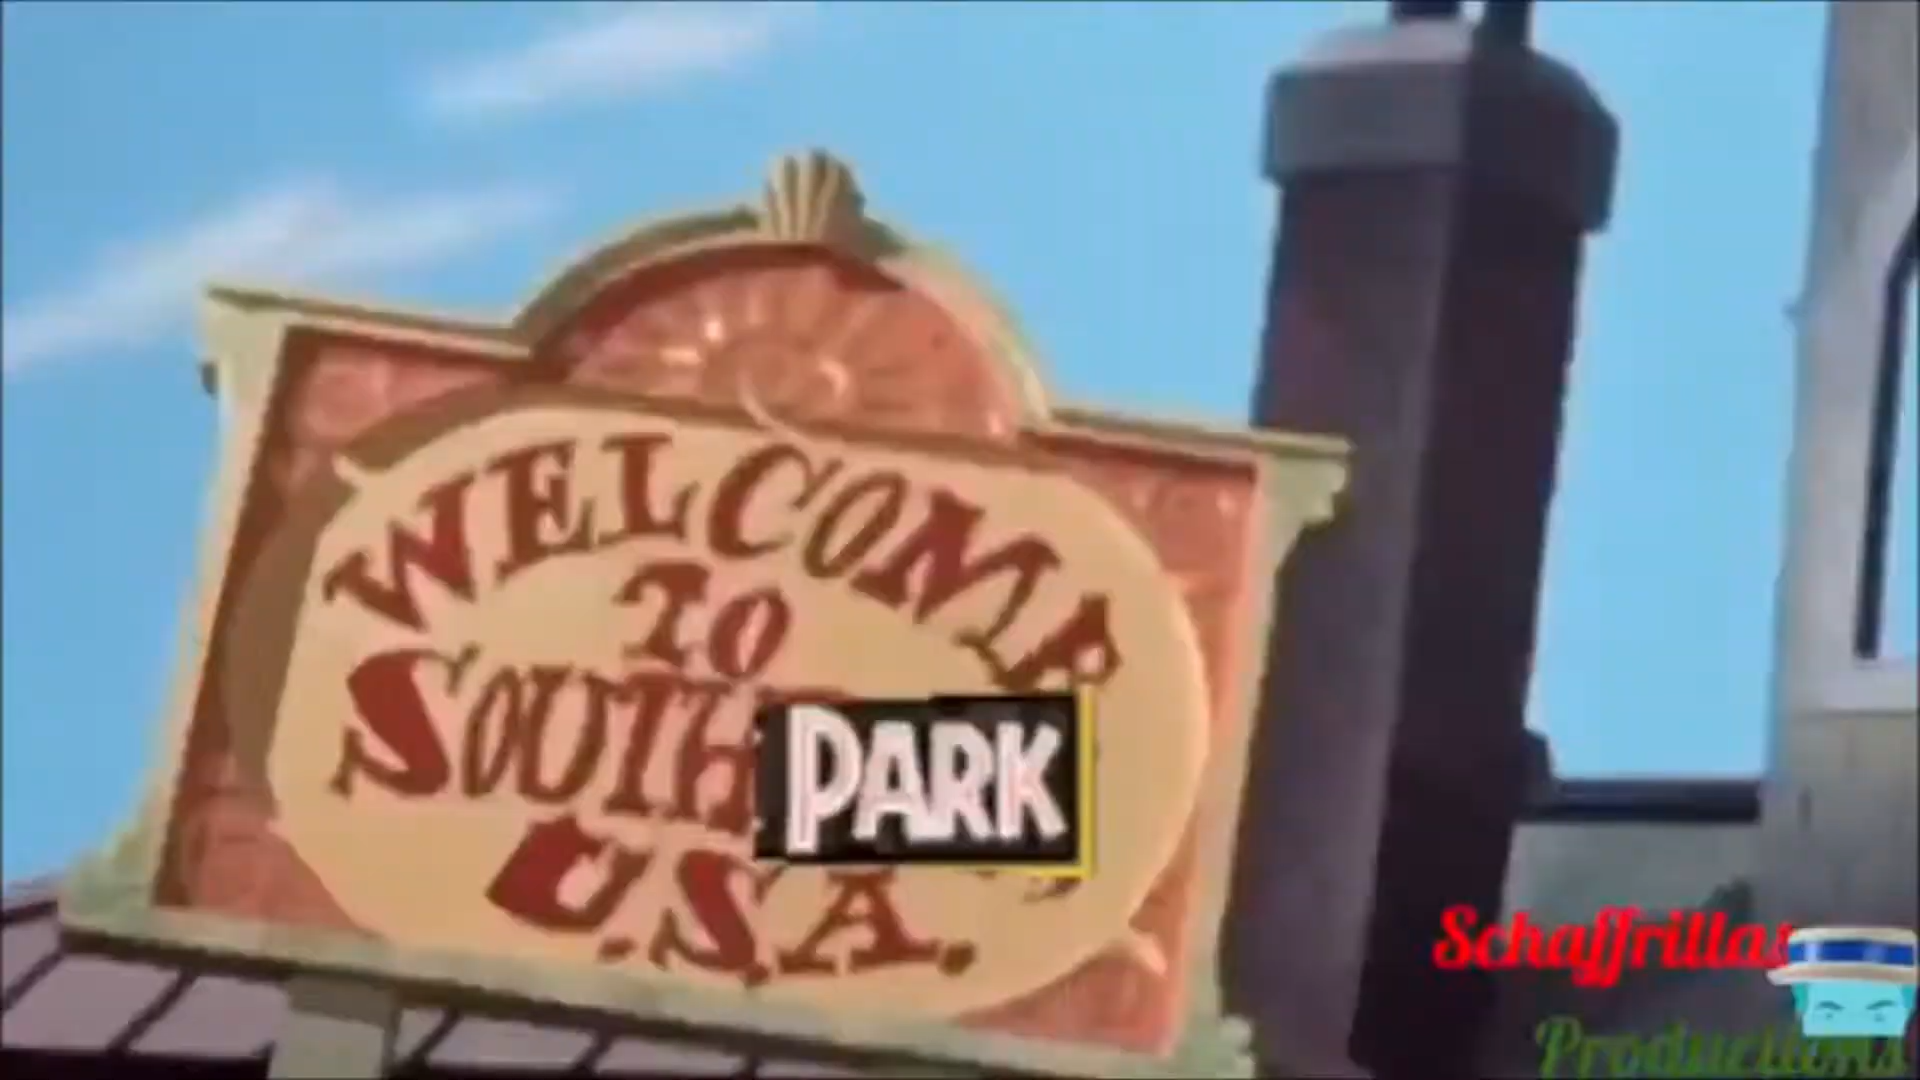 WELCOME
TO
SOUTH PARK
U.S.A.
Schaffrillas
Productions